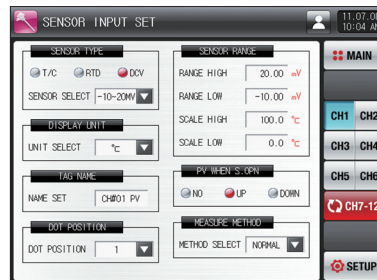 SENSOR INPUT SET
11.07.0
10:04 AM
SENSOR TYPE
T/C RTD DCV
SENSOR SELECT -10~20MV
DISPLAY UNIT
UNIT SELECT °C
TAG NAME
NAME SET CH#01 PV
DOT POSITION
DOT POSITION 1
SENSOR RANGE
RANGE HIGH 20.00 mV
RANGE LOW -10.00 mV
SCALE HIGH 100.0 °C
SCALE LOW 0.0 °C
PV WHEN S.OPN
NO UP DOWN
MEASURE METHOD
METHOD SELECT NORMAL
MAIN
CH1 CH2
CH3 CH4
CH5 CH6
CH7-12
SETUP